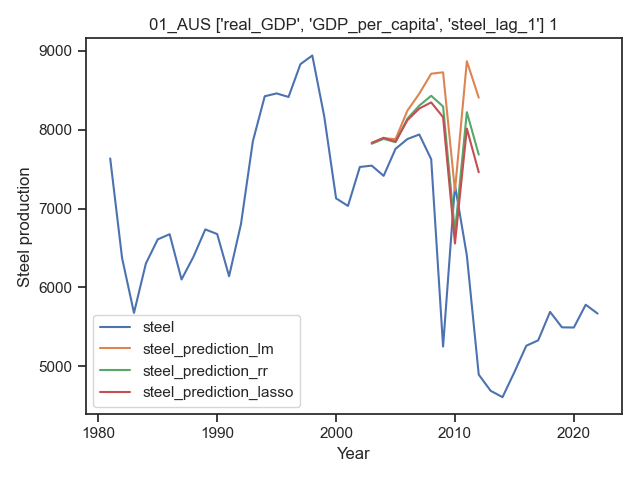 01_AUS ['real_GDP', 'GDP_per_capita', 'steel_lag_1'] 1
9000
8000
7000
6000
5000
Steel production
steel
steel_prediction_lm
steel_prediction_rr
steel_prediction_lasso
1980 1990 2000 2010 2020
Year